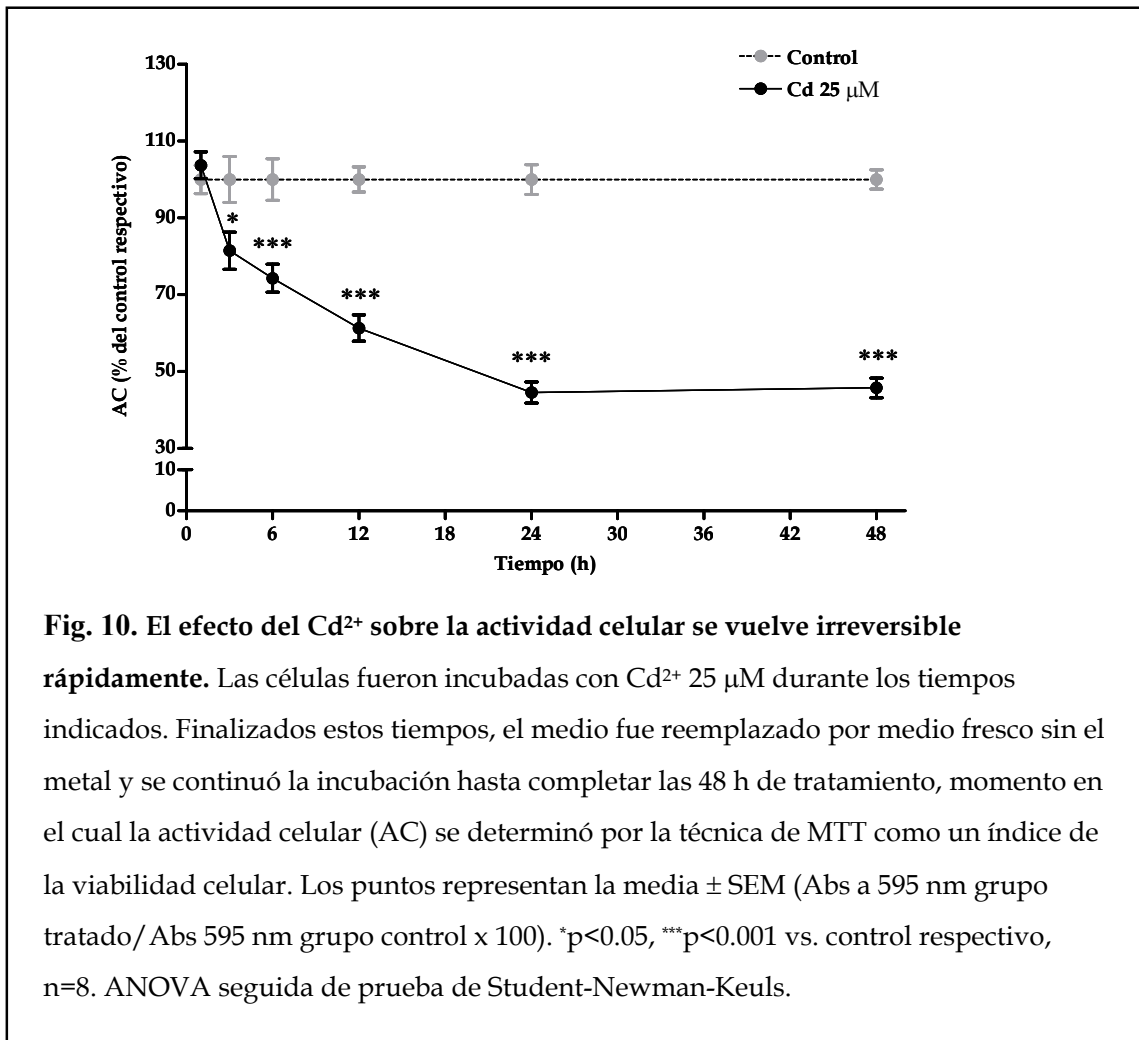 130
110
90
70
50
30
10
0
AC (% del control respectivo)
Control
Cd 25 μM
*
***
***
***
***
0 6 12 18 24 30 36 42 48
Tiempo (h)
Fig. 10. El efecto del Cd²⁺ sobre la actividad celular se vuelve irreversible
rápidamente. Las células fueron incubadas con Cd²⁺ 25 μM durante los tiempos
indicados. Finalizados estos tiempos, el medio fue reemplazado por medio fresco sin el
metal y se continuó la incubación hasta completar las 48 h de tratamiento, momento en
el cual la actividad celular (AC) se determinó por la técnica de MTT como un índice de
la viabilidad celular. Los puntos representan la media ± SEM (Abs a 595 nm grupo
tratado/Abs 595 nm grupo control x 100). *p<0.05, ***p<0.001 vs. control respectivo,
n=8. ANOVA seguida de prueba de Student-Newman-Keuls.